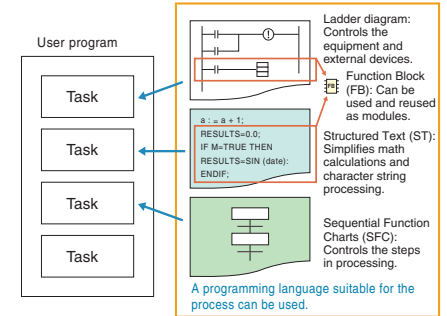 User program
Task
Task
Task
Task
Ladder diagram:
Controls the
equipment and
external devices.
FB
Function Block
(FB): Can be
used and reused
as modules.
a : = a + 1;
RESULTS=0.0;
IF M=TRUE THEN
RESULTS=SIN (date):
ENDIF;
Structured Text (ST):
Simplifies math
calculations and
character string
processing.
Sequential Function
Charts (SFC):
Controls the steps
in processing.
A programming language suitable for the
process can be used.